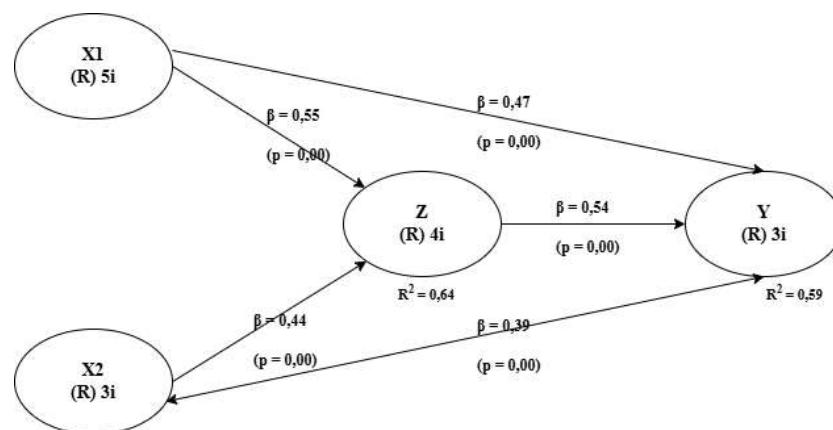 X1
(R) 5i
β = 0,47
β = 0,55
(p = 0,00)
(p = 0,00)
Z
(R) 4i
β = 0,54
Y
(R) 3i
(p = 0,00)
R² = 0,64
R² = 0,59
β = 0,44
β = 0,39
(p = 0,00)
(p = 0,00)
X2
(R) 3i